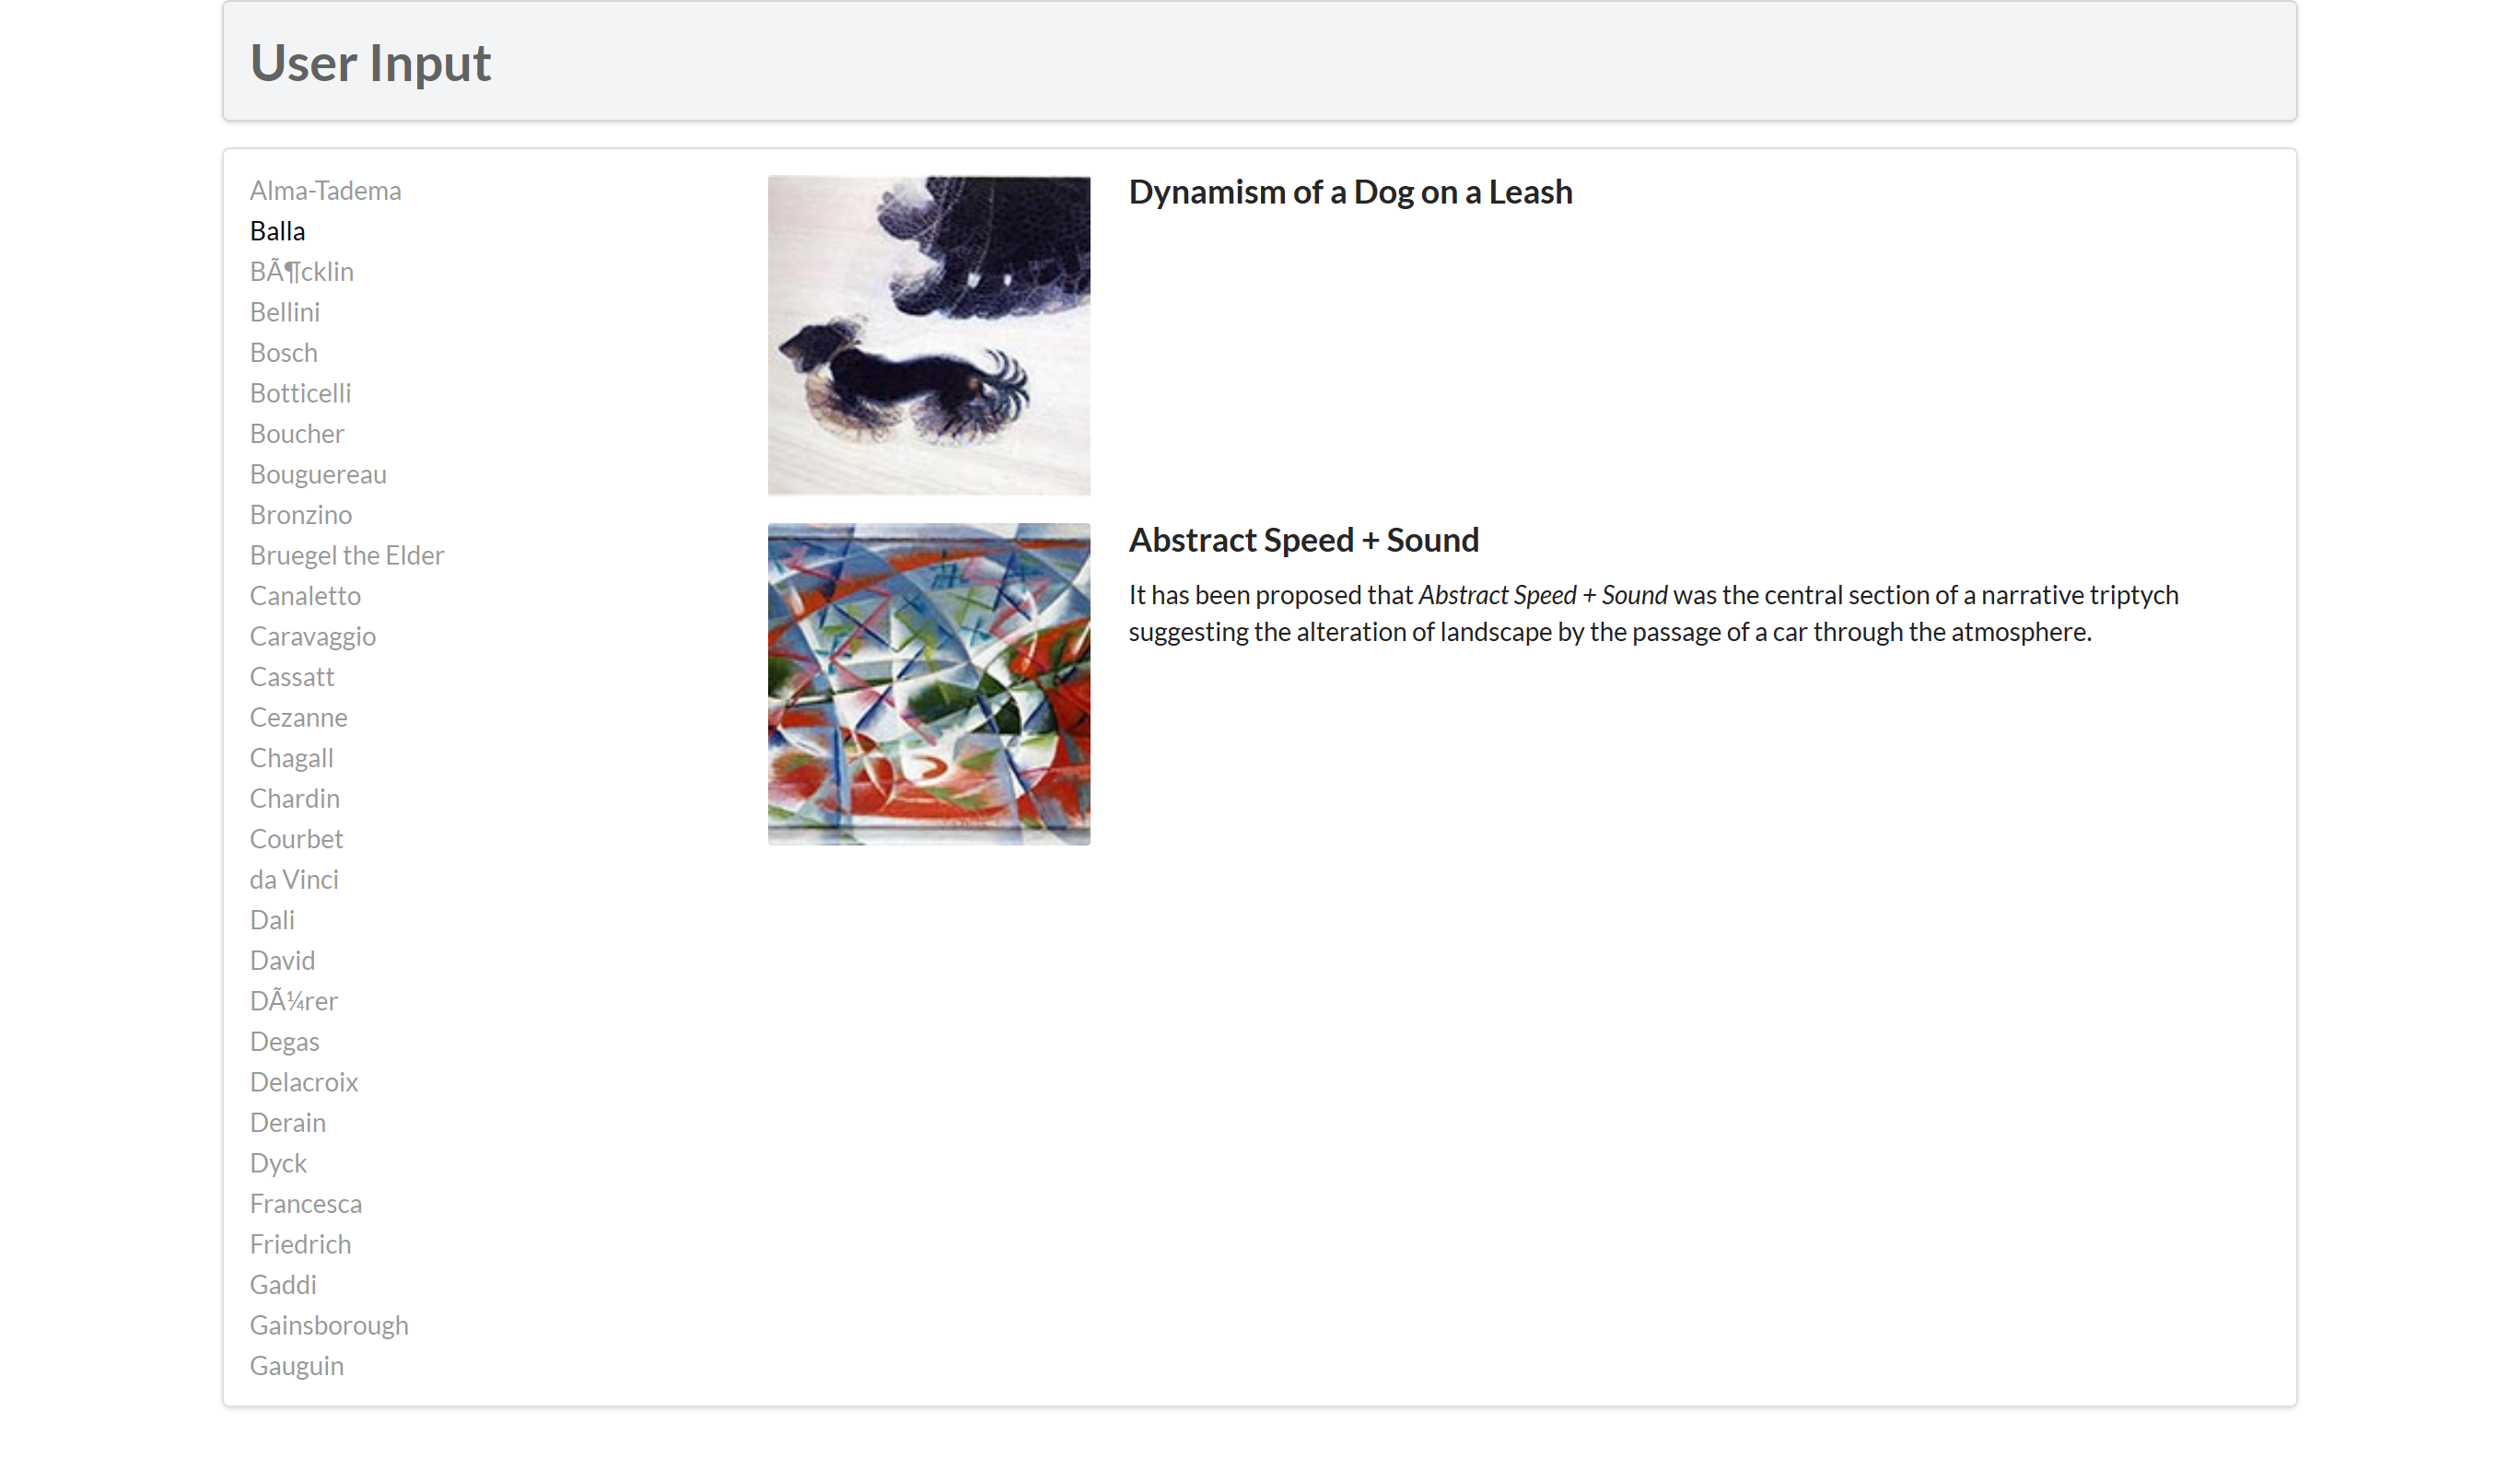 User Input
Alma-Tadema
Balla
BÃ¶cklin
Bellini
Bosch
Botticelli
Boucher
Bouguereau
Bronzino
Bruegel the Elder
Canaletto
Caravaggio
Cassatt
Cezanne
Chagall
Chardin
Courbet
da Vinci
Dali
David
DÃ¼rer
Degas
Delacroix
Derain
Dyck
Francesca
Friedrich
Gaddi
Gainsborough
Gauguin
Dynamism of a Dog on a Leash
Abstract Speed + Sound
It has been proposed that Abstract Speed + Sound was the central section of a narrative triptych
suggesting the alteration of landscape by the passage of a car through the atmosphere.